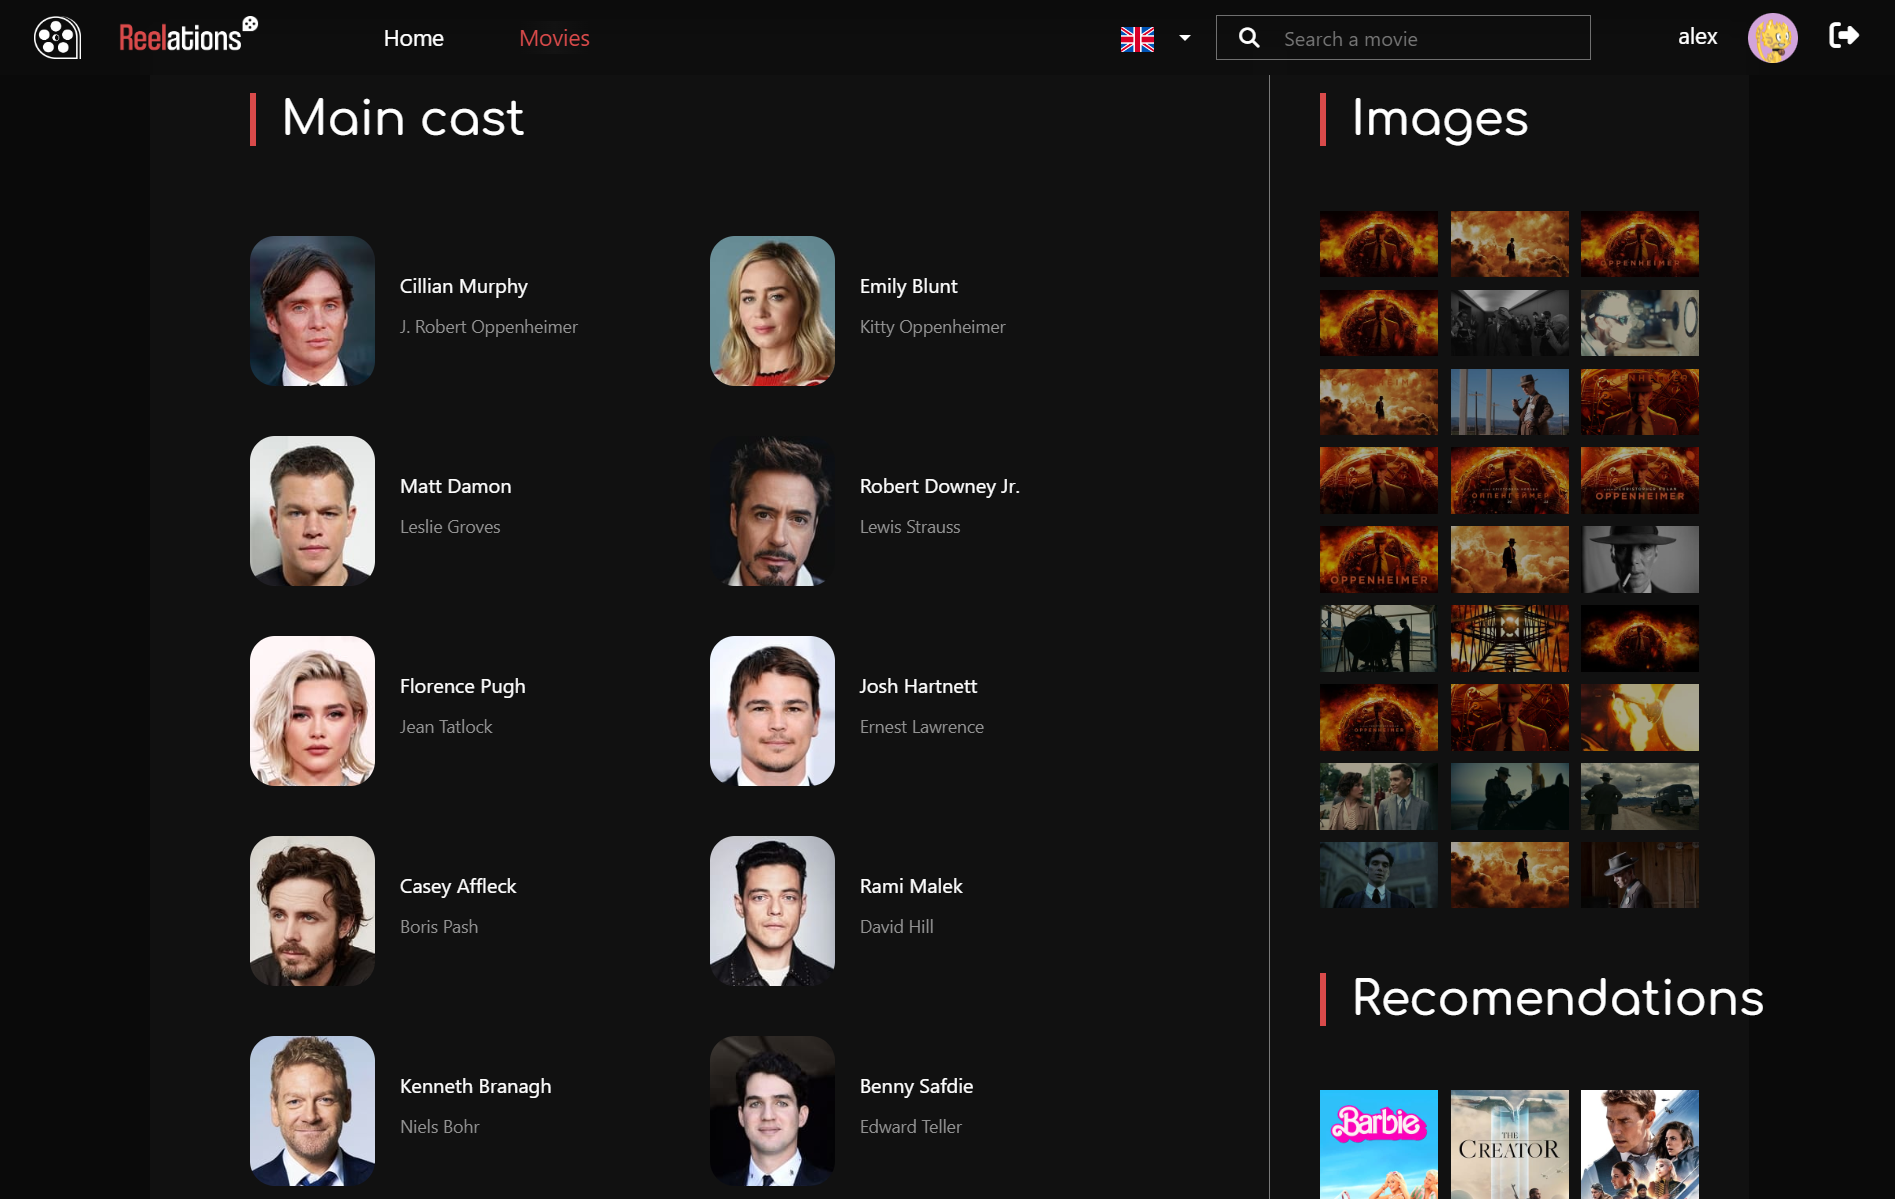 Reelations
Home
Movies
Search a movie
alex
Main cast
Cillian Murphy
J. Robert Oppenheimer
Emily Blunt
Kitty Oppenheimer
Matt Damon
Leslie Groves
Robert Downey Jr.
Lewis Strauss
Florence Pugh
Jean Tatlock
Josh Hartnett
Ernest Lawrence
Casey Affleck
Boris Pash
Rami Malek
David Hill
Kenneth Branagh
Niels Bohr
Benny Safdie
Edward Teller
Images
OPPENHEIMER
OPPENHEIMER
OPPENHEIMER
OPPENHEIMER
Recomendations
Barbie
THE
CREATOR